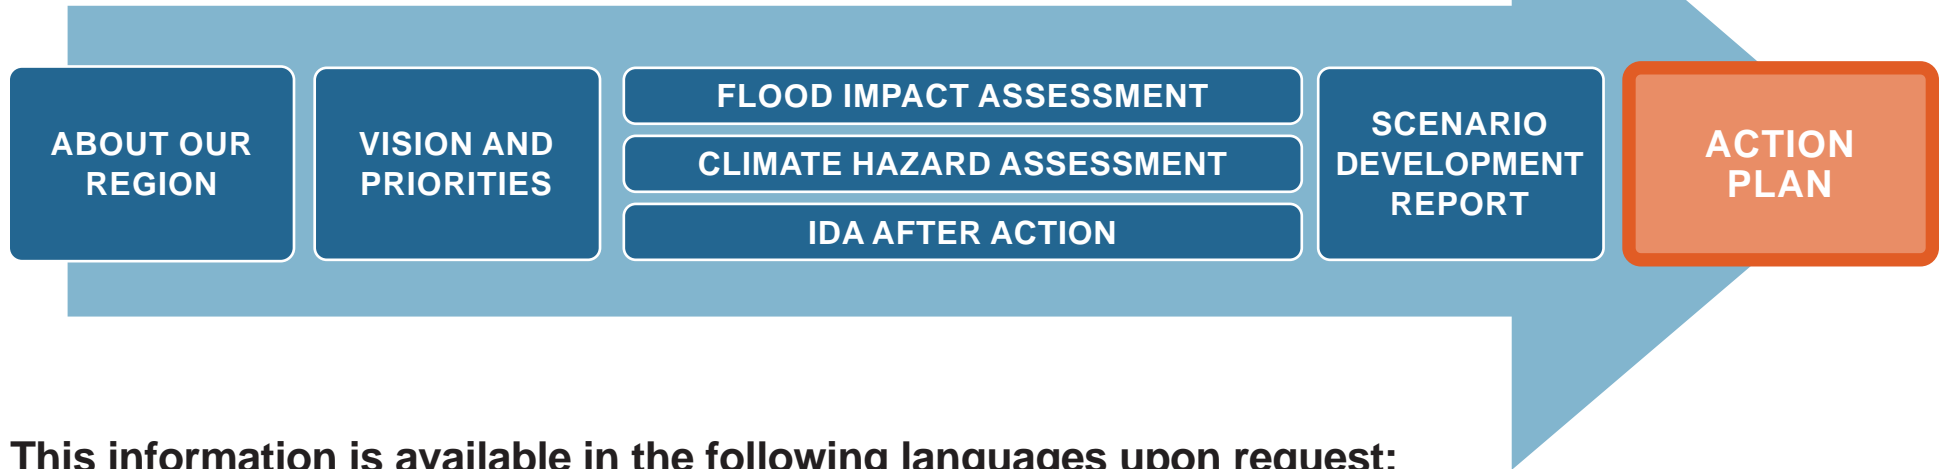 ABOUT OUR
REGION
VISION AND
PRIORITIES
FLOOD IMPACT ASSESSMENT
CLIMATE HAZARD ASSESSMENT
IDA AFTER ACTION
SCENARIO
DEVELOPMENT
REPORT
ACTION
PLAN
This information is available in the following languages upon request: